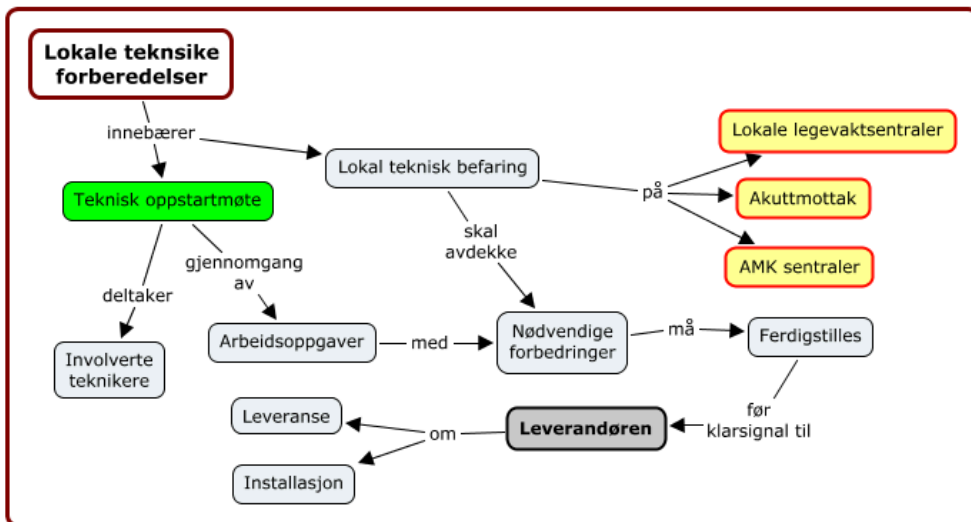 Lokale teknsike
forberedelser
innebærer
Lokale legevaktsentraler
Lokal teknisk befaring
på
Akuttmottak
Teknisk oppstartmøte
skal
avdekke
AMK sentraler
gjennomgang
av
deltaker
Involverte
teknikere
Arbeidsoppgaver
med
Nødvendige
forbedringer
må
Ferdigstilles
før
klarsignal til
Leverandøren
om
Leveranse
Installasjon